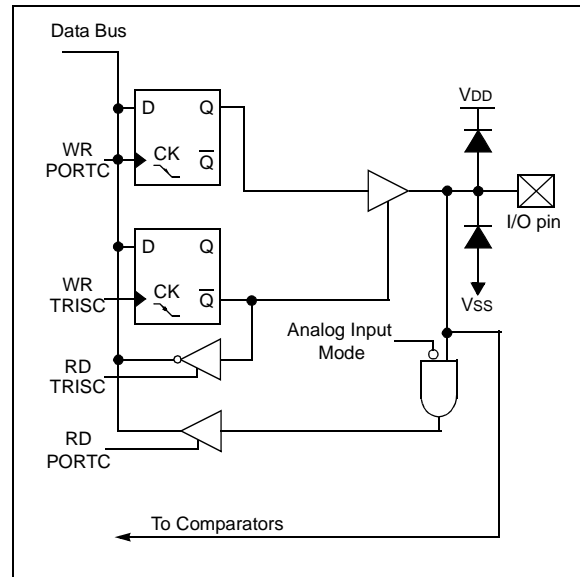 Data Bus
D Q
VDD
WR
PORTC
CK
Q
I/O pin
D Q
WR
TRISC
CK
Q
VSS
Analog Input
Mode
RD
TRISC
RD
PORTC
To Comparators